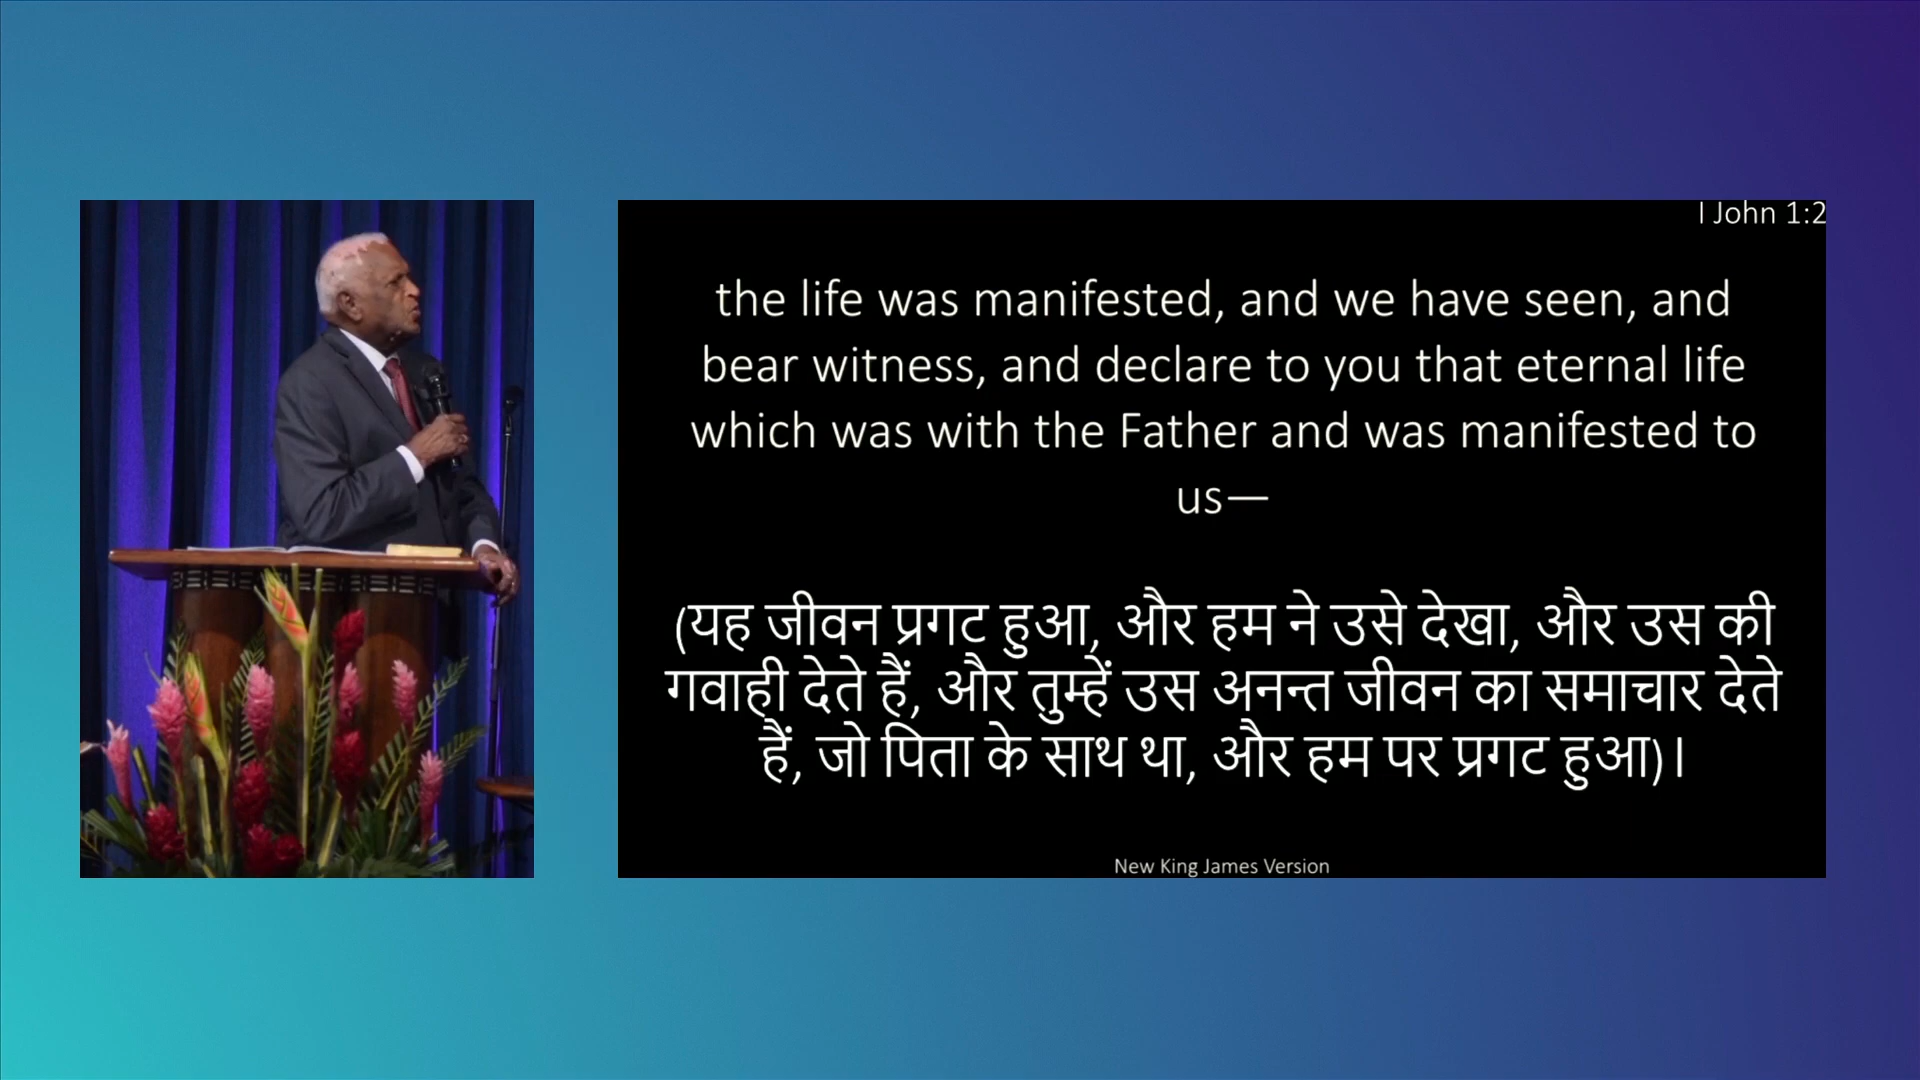 I John 1:2
the life was manifested, and we have seen, and
bear witness, and declare to you that eternal life
which was with the Father and was manifested to
us—
(यह जीवन प्रगट हुआ, और हम ने उसे देखा, और उस की
गवाही देते हैं, और तुम्हें उस अनन्त जीवन का समाचार देते
हैं, जो पिता के साथ था, और हम पर प्रगट हुआ)।
New King James Version